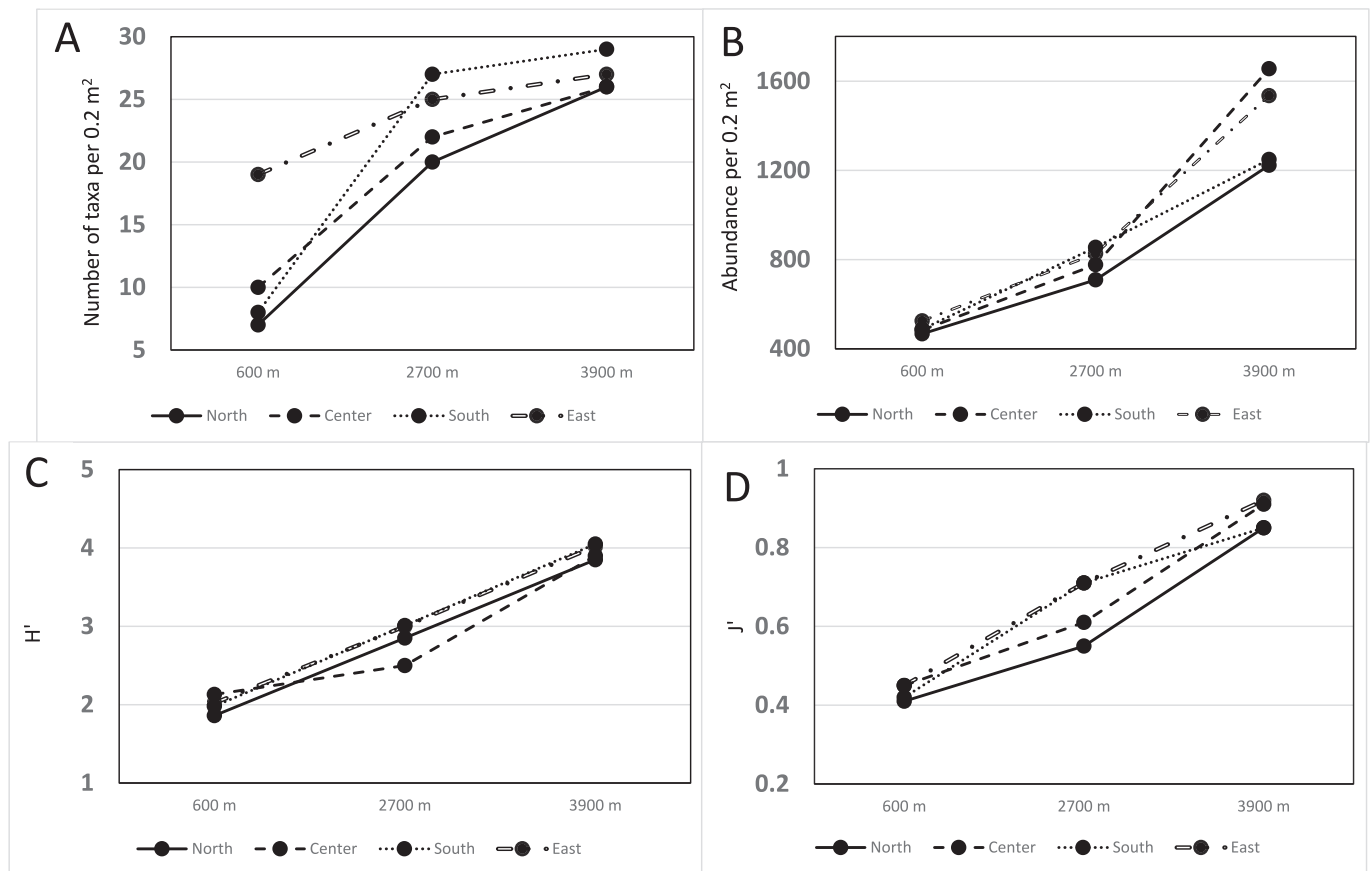 A
Number of taxa per 0.2 m²
30
25
20
15
10
5
600 m 2700 m 3900 m
North Center South East
B
Abundance per 0.2 m²
1600
1200
800
400
600 m 2700 m 3900 m
North Center South East
C
H'
5
4
3
2
1
600 m 2700 m 3900 m
North Center South East
D
J'
1
0.8
0.6
0.4
0.2
600 m 2700 m 3900 m
North Center South East